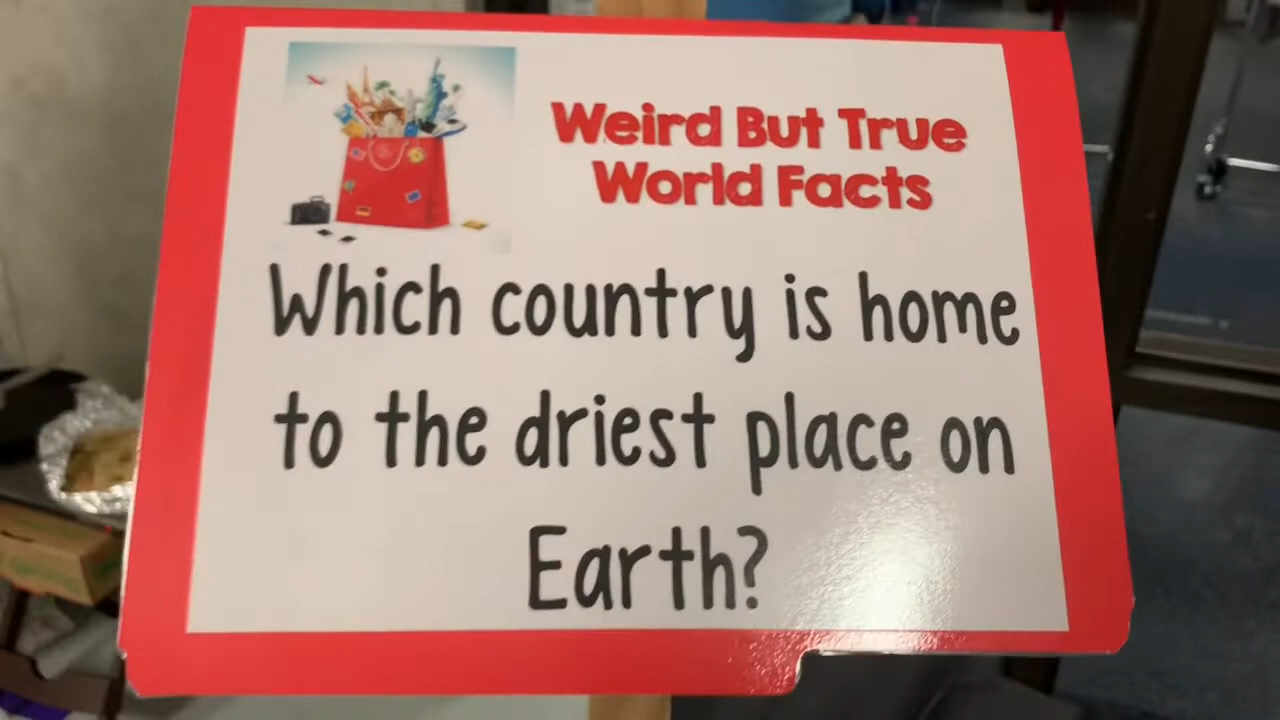 Weird But True
World Facts
Which country is home
to the driest place on
Earth?